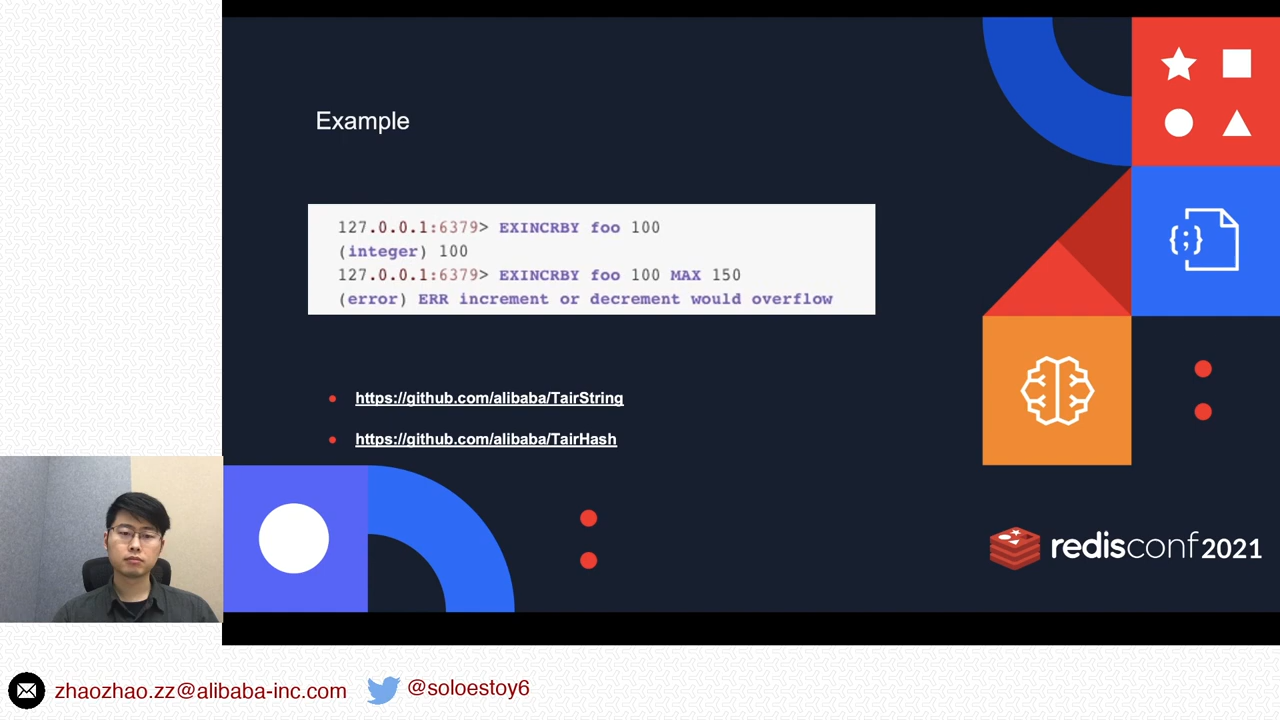 Example
127.0.0.1:6379> EXINCRBY foo 100
(integer) 100
127.0.0.1:6379> EXINCRBY foo 100 MAX 150
(error) ERR increment or decrement would overflow
https://github.com/alibaba/TairString
https://github.com/alibaba/TairHash
{;}
redisconf 2021
zhaozhao.zz@alibaba-inc.com
@soloestoy6